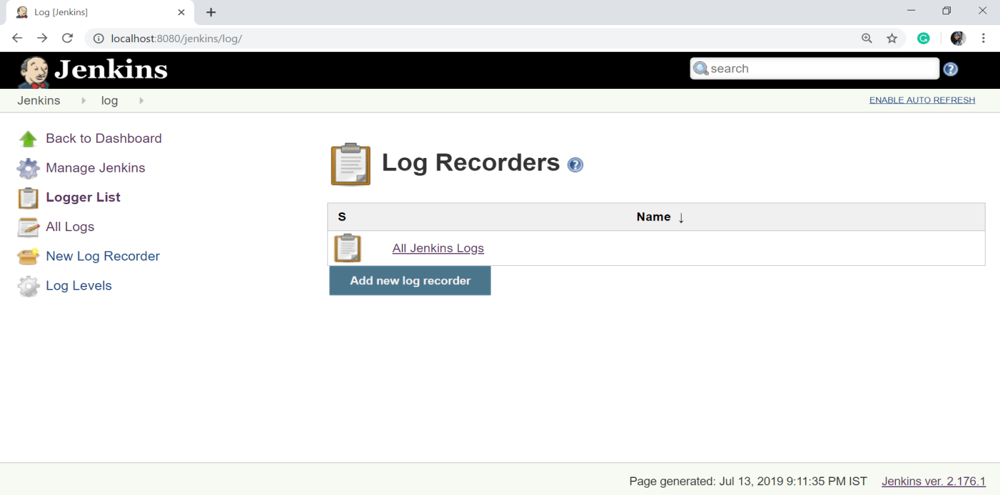 Log [Jenkins]
localhost:8080/jenkins/log/
Jenkins
search
Jenkins log
ENABLE AUTO REFRESH
Back to Dashboard
Manage Jenkins
Logger List
All Logs
New Log Recorder
Log Levels
Log Recorders
S Name ↓
All Jenkins Logs
Add new log recorder
Page generated: Jul 13, 2019 9:11:35 PM IST Jenkins ver. 2.176.1